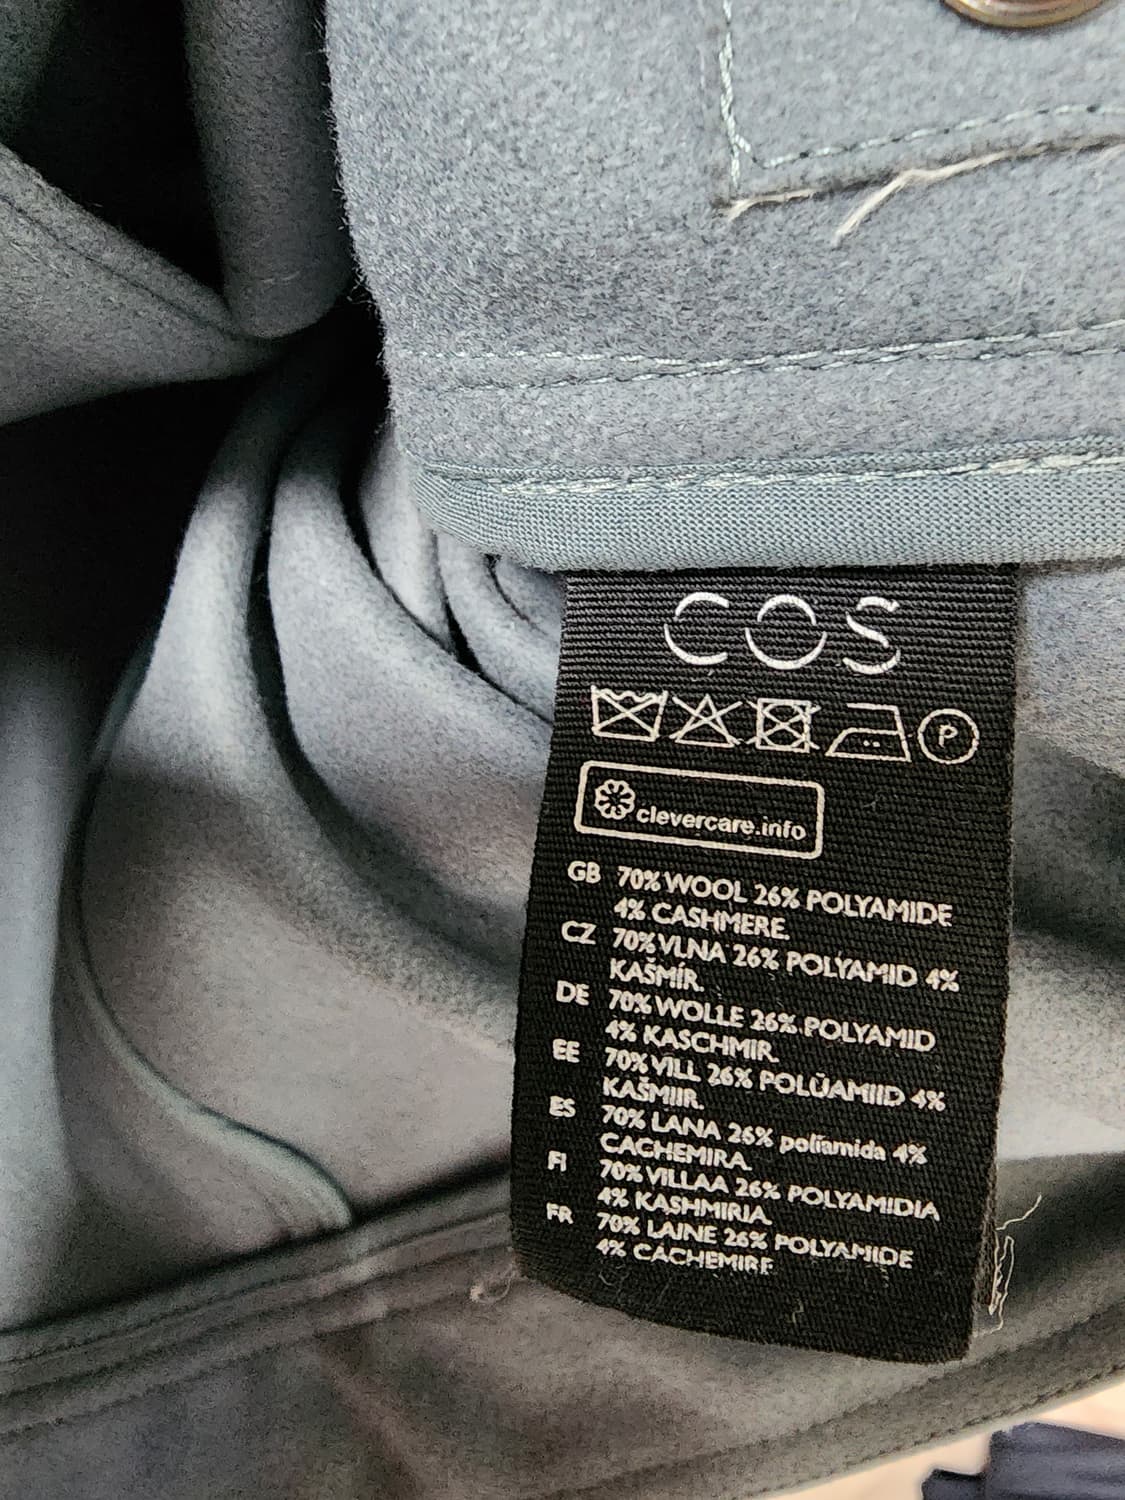 COS
P
clevercare.info
GB 70% WOOL 26% POLYAMIDE
4% CASHMERE
CZ 70% VLNA 26% POLYAMID 4%
KAŠMÍR
DE 70% WOLLE 26% POLYAMID
4% KASCHMIR
EE 70% VILL 26% POLÜAMIID 4%
KAŠMIIR
ES 70% LANA 26% poliamida 4%
CACHEMIRA
FI 70% VILLAA 26% POLYAMIDIA
4% KASHMIRIA
FR 70% LAINE 26% POLYAMIDE
4% CACHEMIRE